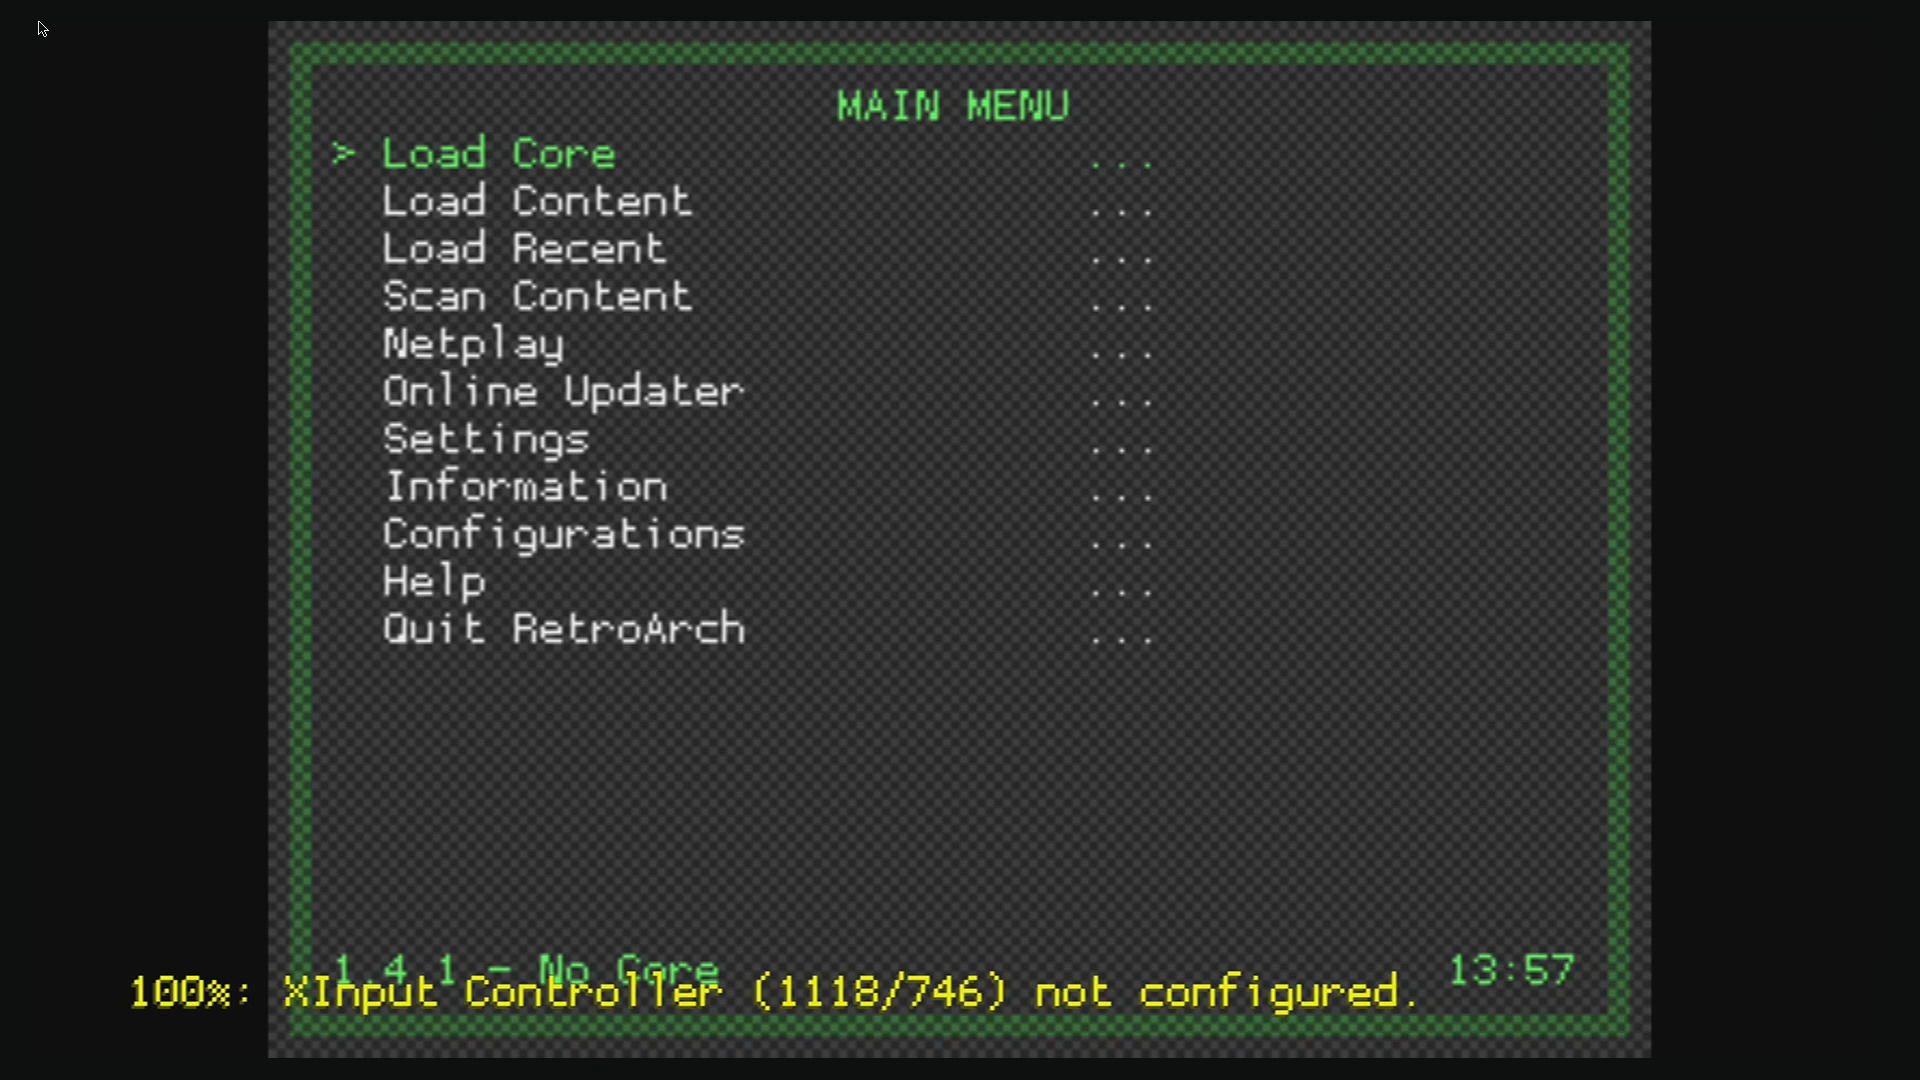 MAIN MENU
> Load Core ...
Load Content ...
Load Recent ...
Scan Content ...
Netplay ...
Online Updater ...
Settings ...
Information ...
Configurations ...
Help ...
Quit RetroArch ...
1.4.1 - No Core 13:57
100%: XInput Controller (1118/746) not configured.